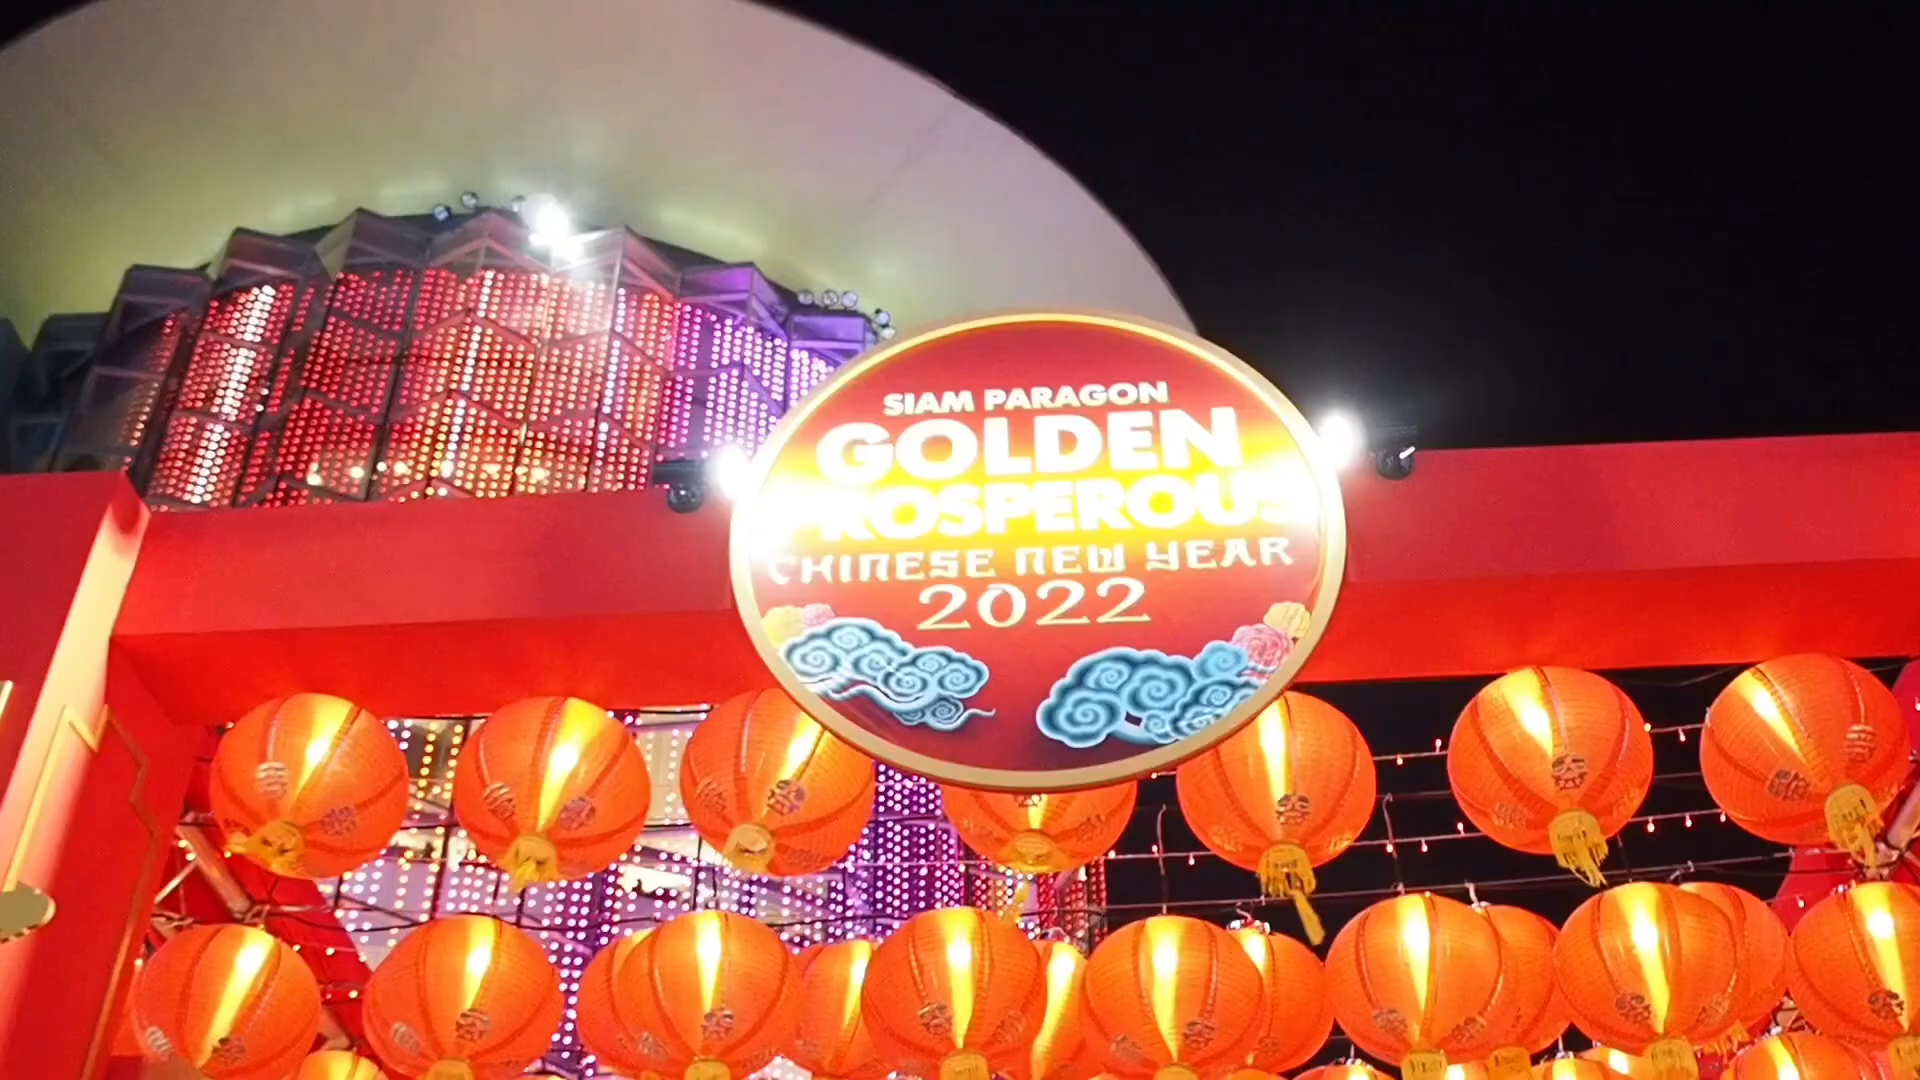 SIAM PARAGON
GOLDEN
PROSPEROUS
CHINESE NEW YEAR
2022